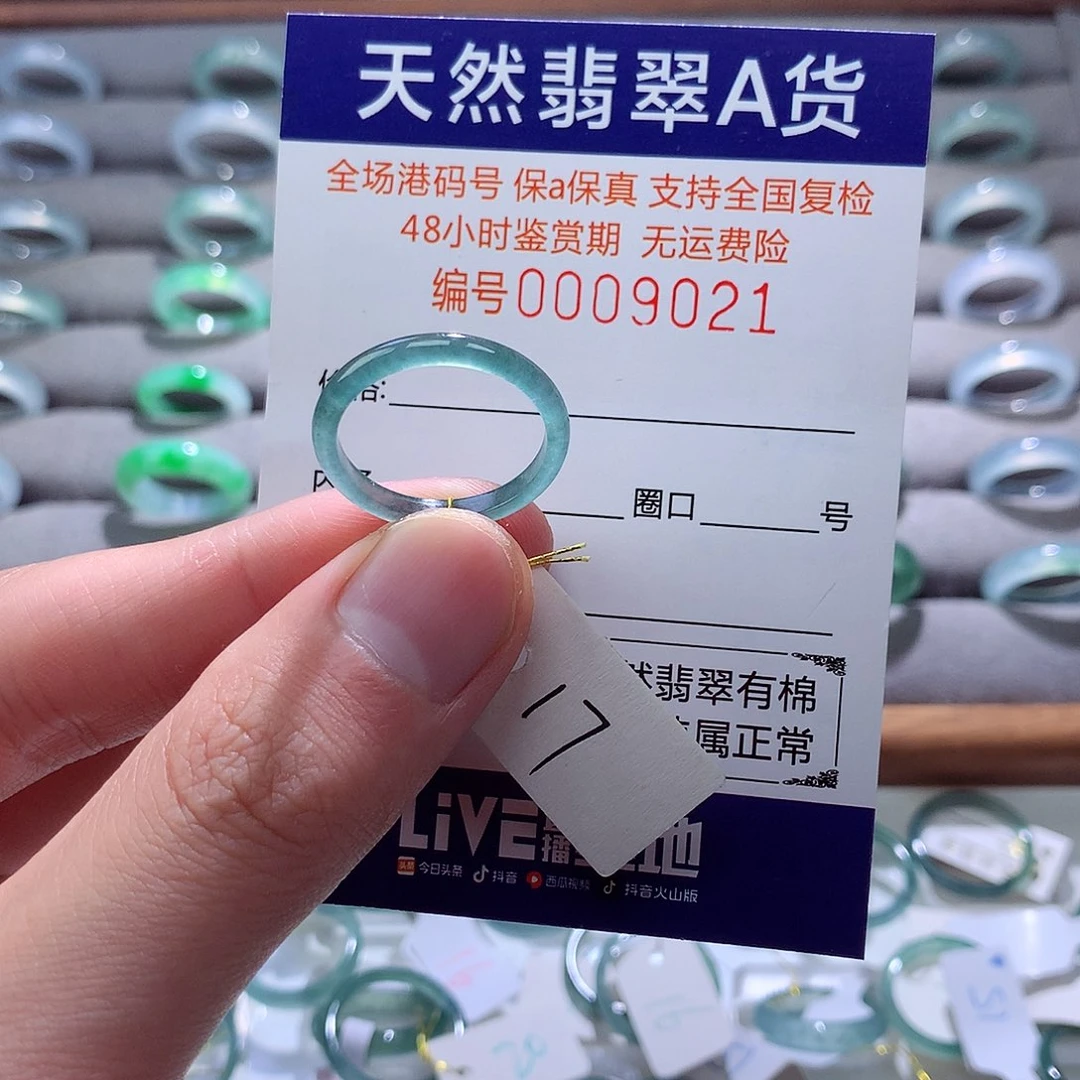 天然翡翠A货
全场港码号 保a保真 支持全国复检
48小时鉴赏期 无运费险
编号0009021
圈口 号
翡翠有棉
属正常
17
LiVE 播 地
今日头条 抖音 西瓜视频 抖音火山版